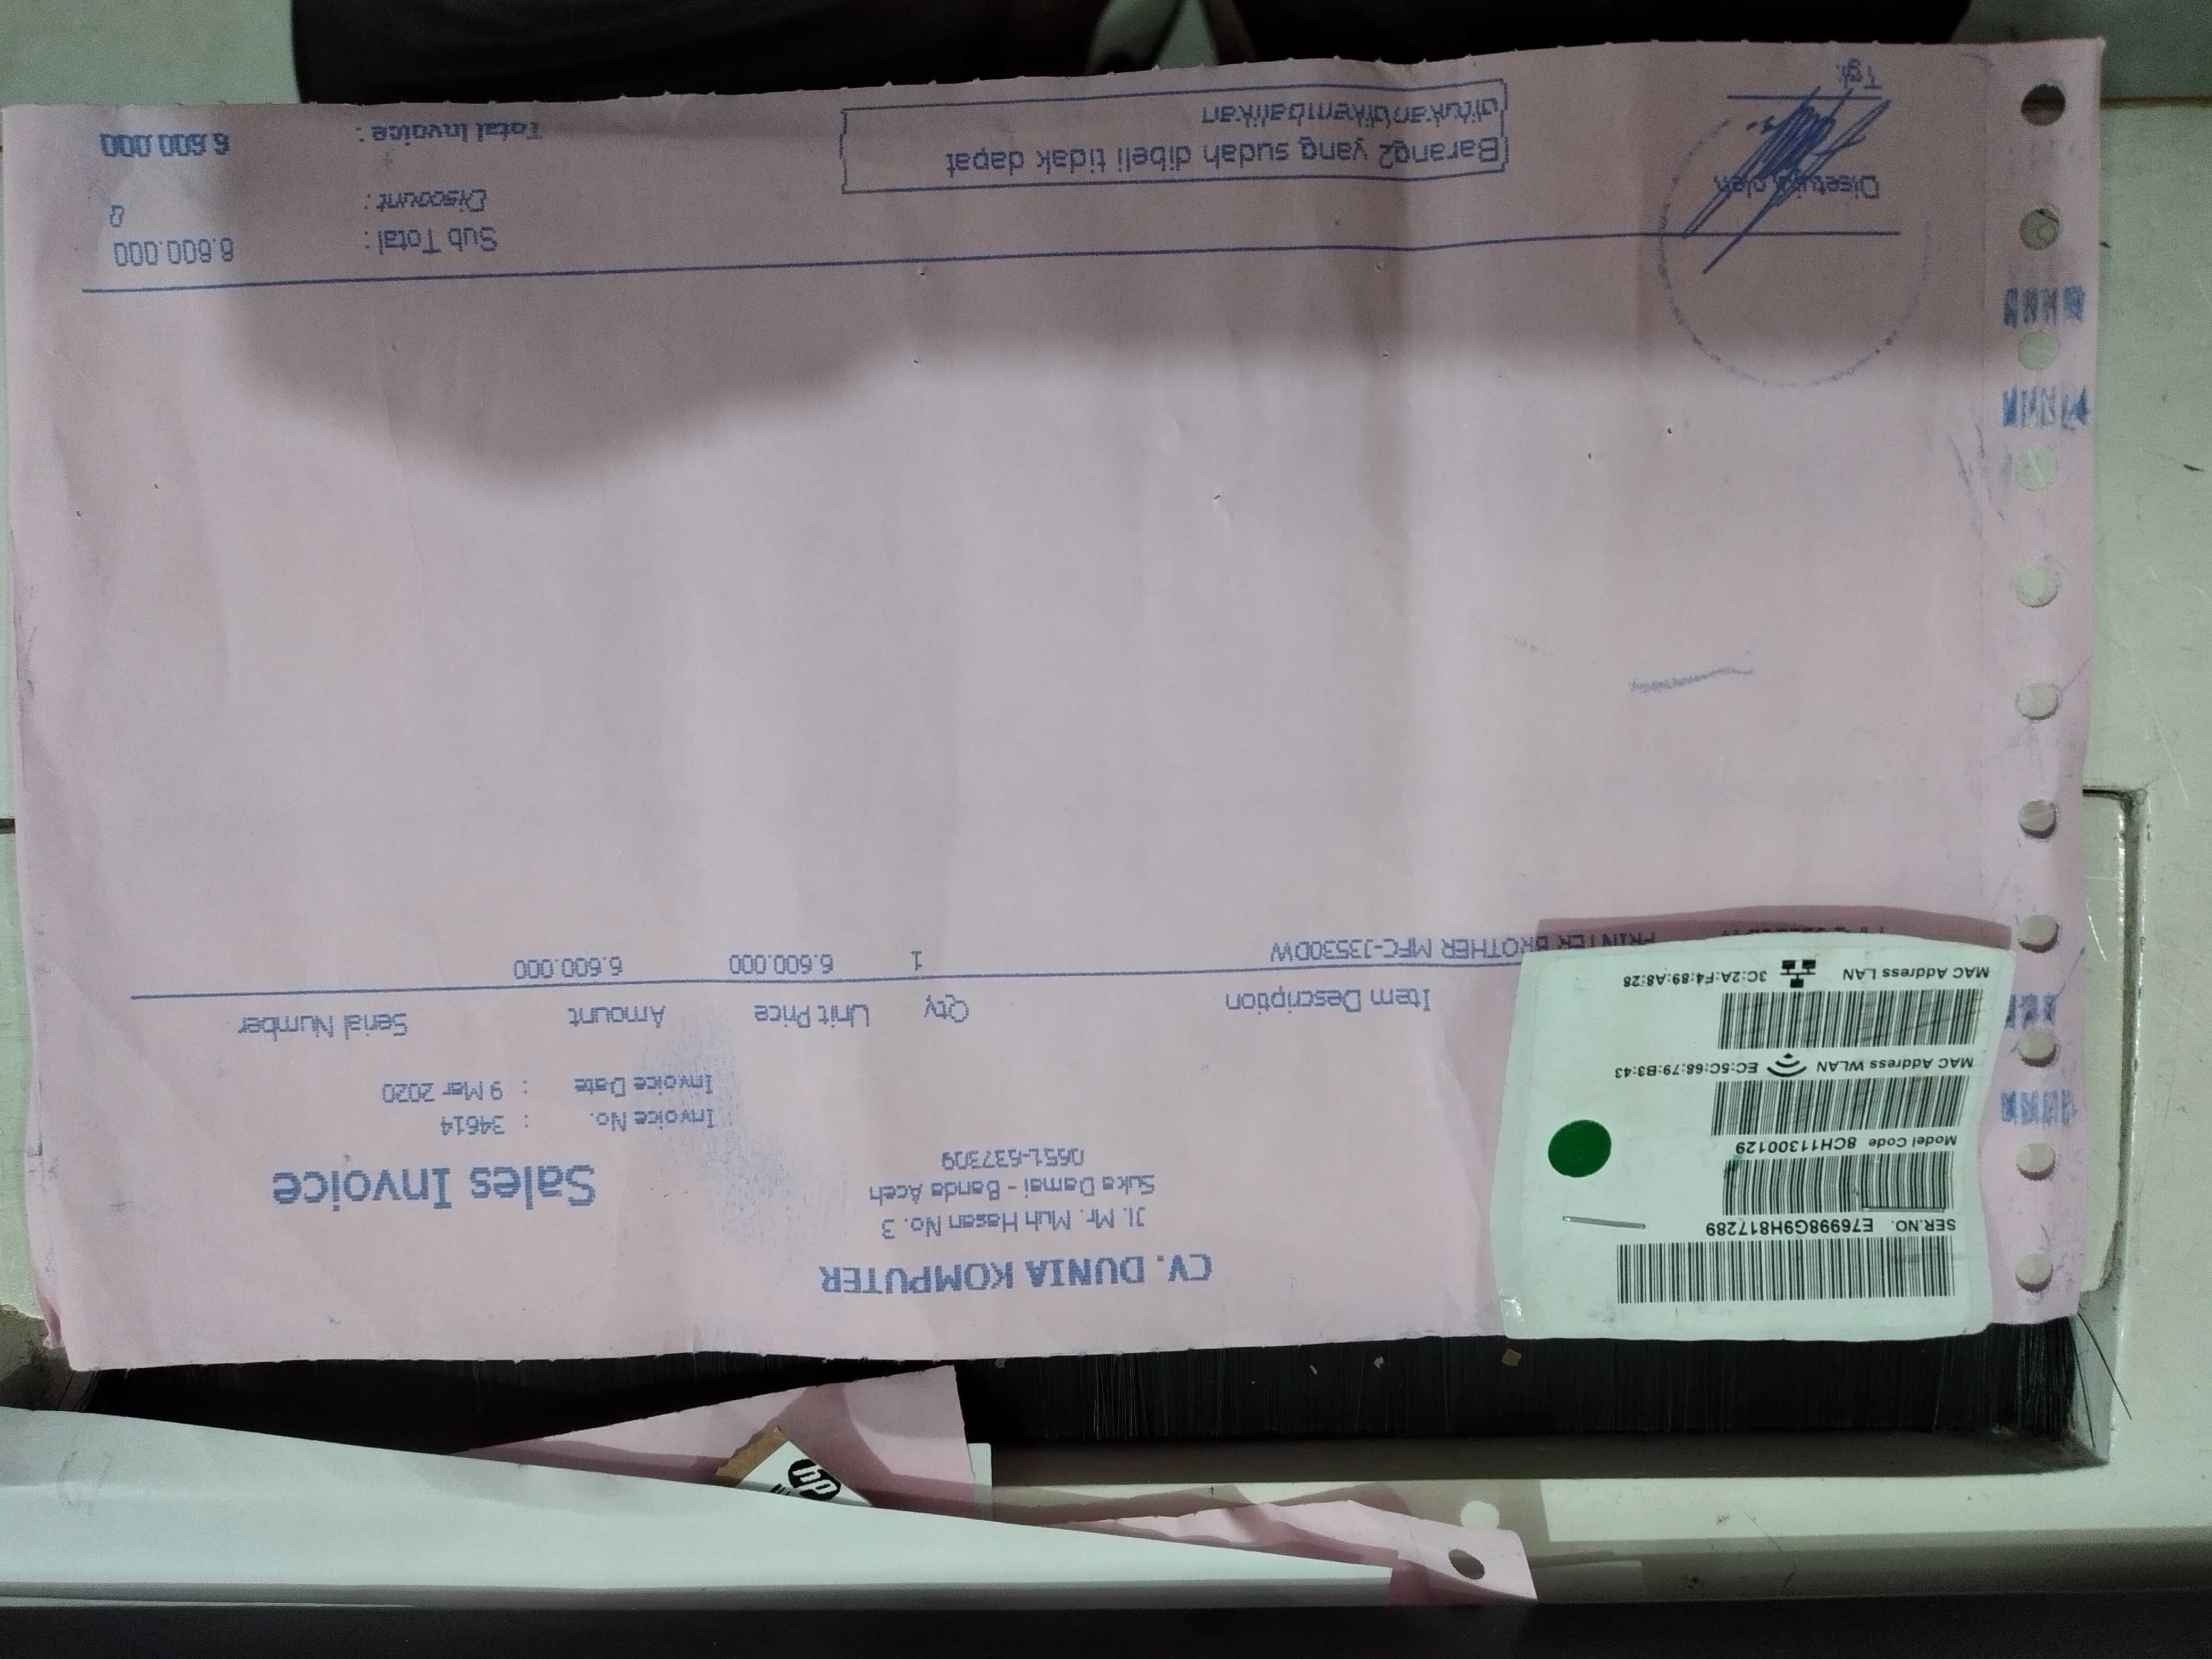 SER.NO. E76998G9H817289
Model Code 8CH11300129
MAC Address WLAN EC:5C:68:79:B3:43
MAC Address LAN 3C:2A:F4:89:A8:28
CV. DUNIA KOMPUTER
Jl. Mr. Muh Hasan No. 3
Suka Damai - Banda Aceh
0651-637309
Sales Invoice
Invoice No. : 34614
Invoice Date : 9 Mar 2020
Item Description Qty Unit Price Amount Serial Number
PRINTER BROTHER MFC-J3530DW 1 6.600.000 6.600.000
Sub Total : 6.600.000
Discount : 0
Total Invoice : 6.600.000
Disetujui oleh
Tgl.
Barang2 yang sudah dibeli tidak dapat
ditukar/dikembalikan
hp